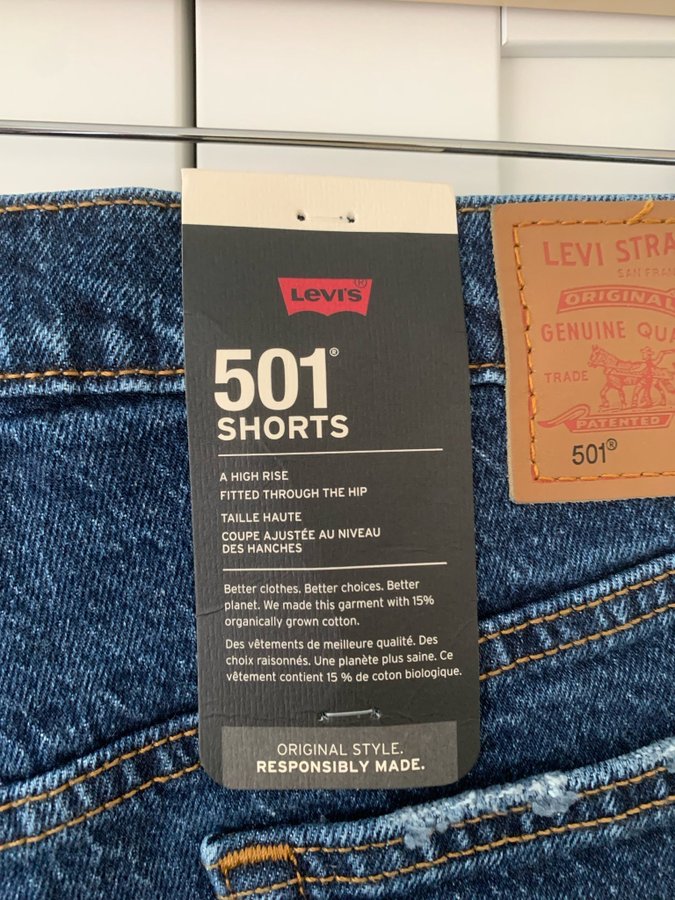 Levi's®
501®
SHORTS
A HIGH RISE
FITTED THROUGH THE HIP
TAILLE HAUTE
COUPE AJUSTÉE AU NIVEAU
DES HANCHES
Better clothes. Better choices. Better
planet. We made this garment with 15%
organically grown cotton.
Des vêtements de meilleure qualité. Des
choix raisonnés. Une planète plus saine. Ce
vêtement contient 15 % de coton biologique.
ORIGINAL STYLE.
RESPONSIBLY MADE.
LEVI STRA
SAN FRAN
ORIGINAL
GENUINE QUA
TRADE
PATENTED
501®